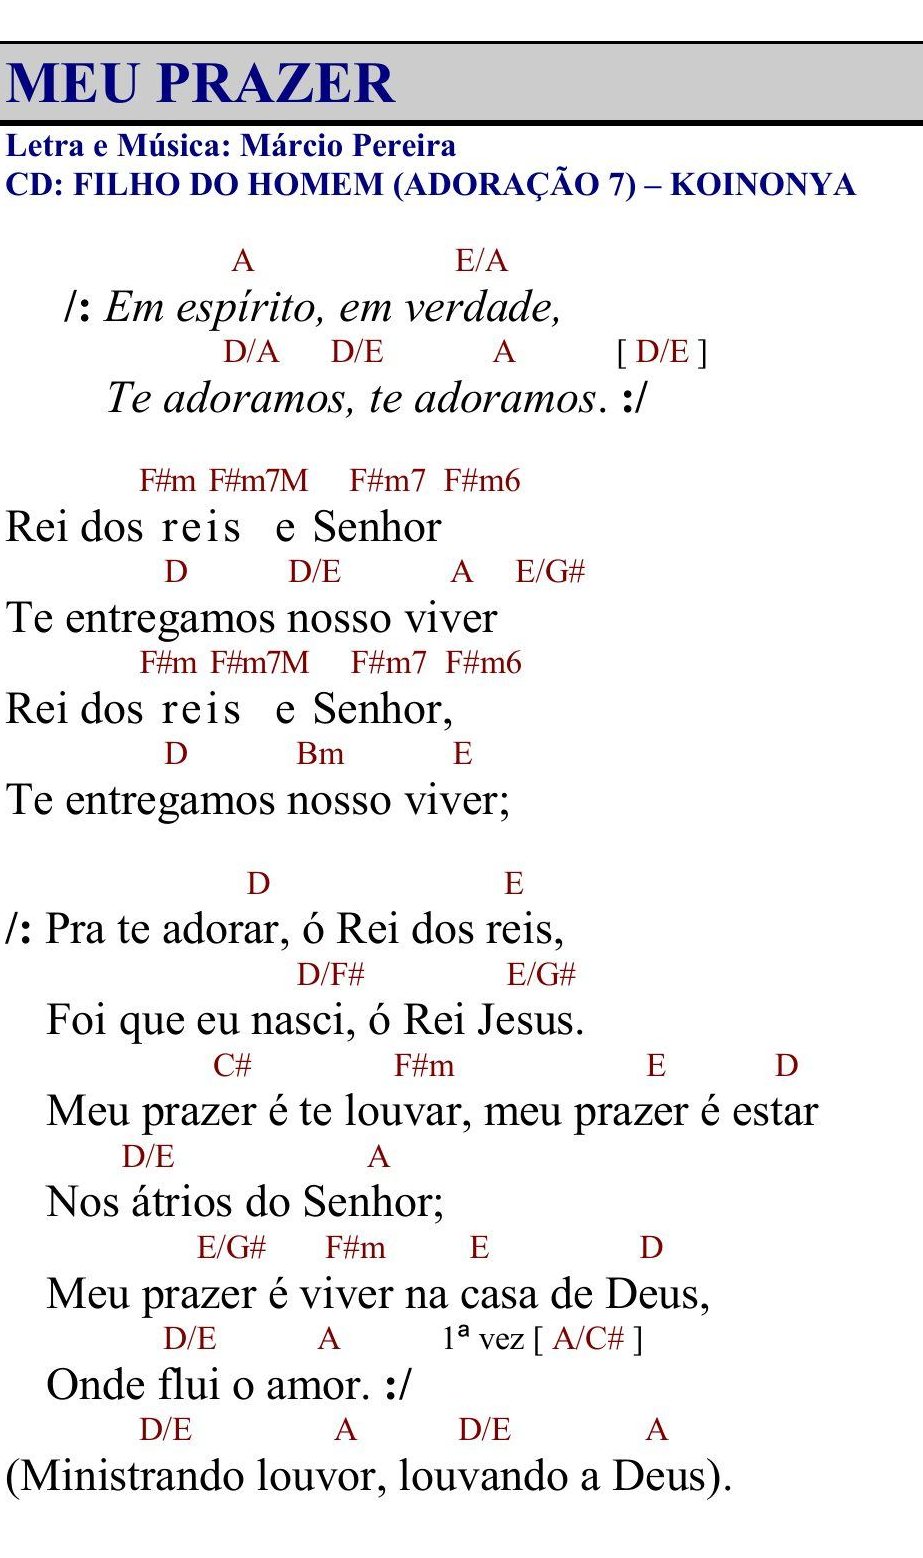 MEU PRAZER
Letra e Música: Márcio Pereira
CD: FILHO DO HOMEM (ADORAÇÃO 7) – KOINONYA
A E/A
/: Em espírito, em verdade,
D/A D/E A [ D/E ]
Te adoramos, te adoramos. :/
F#m F#m7M F#m7 F#m6
Rei dos reis e Senhor
D D/E A E/G#
Te entregamos nosso viver
F#m F#m7M F#m7 F#m6
Rei dos reis e Senhor,
D Bm E
Te entregamos nosso viver;
D E
/: Pra te adorar, ó Rei dos reis,
D/F# E/G#
Foi que eu nasci, ó Rei Jesus.
C# F#m E D
Meu prazer é te louvar, meu prazer é estar
D/E A
Nos átrios do Senhor;
E/G# F#m E D
Meu prazer é viver na casa de Deus,
D/E A 1ª vez [ A/C# ]
Onde flui o amor. :/
D/E A D/E A
(Ministrando louvor, louvando a Deus).